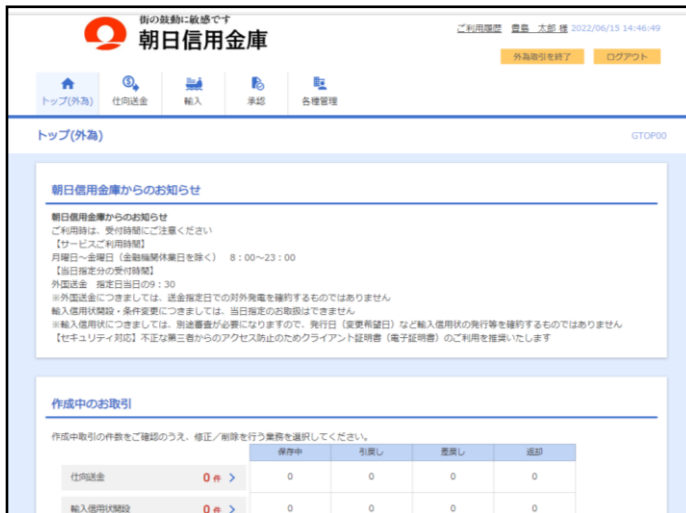 街の鼓動に敏感です
朝日信用金庫
ご利用履歴 豊島 太郎 様 2022/06/15 14:46:49
外為取引を終了 ログアウト
トップ(外為) 仕向送金 輸入 承認 各種管理
トップ(外為) GTOP00
朝日信用金庫からのお知らせ
朝日信用金庫からのお知らせ
ご利用時は、受付時間にご注意ください
【サービスご利用時間】
月曜日～金曜日（金融機関休業日を除く） 8：00～23：00
【当日指定分の受付時間】
外国送金 指定日当日の9：30
※外国送金につきましては、送金指定日での対外発電を確約するものではありません
輸入信用状開設・条件変更につきましては、当日指定のお取扱はできません
※輸入信用状につきましては、別途審査が必要になりますので、発行日（変更希望日）など輸入信用状の発行等を確約するものではありません
【セキュリティ対応】不正な第三者からのアクセス防止のためクライアント証明書（電子証明書）のご利用を推奨いたします
作成中のお取引
作成中取引の件数をご確認のうえ、修正／削除を行う業務を選択してください。
保存中 引戻し 差戻し 返却
仕向送金 0 件 0 0 0 0
輸入信用状開設 0 件 0 0 0 0